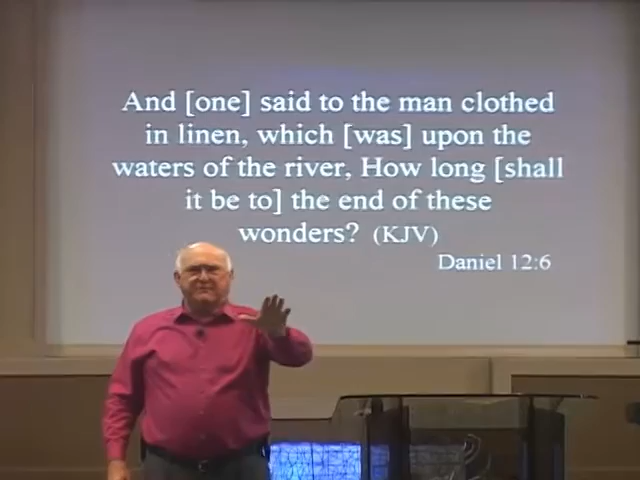 And [one] said to the man clothed
in linen, which [was] upon the
waters of the river, How long [shall
it be to] the end of these
wonders? (KJV)
Daniel 12:6